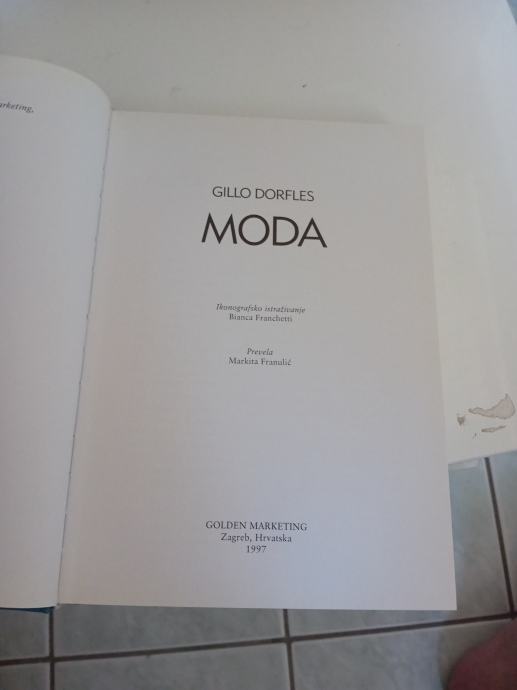 arketing,
GILLO DORFLES
MODA
Ikonografsko istraživanje
Bianca Franchetti
Prevela
Markita Franulić
GOLDEN MARKETING
Zagreb, Hrvatska
1997